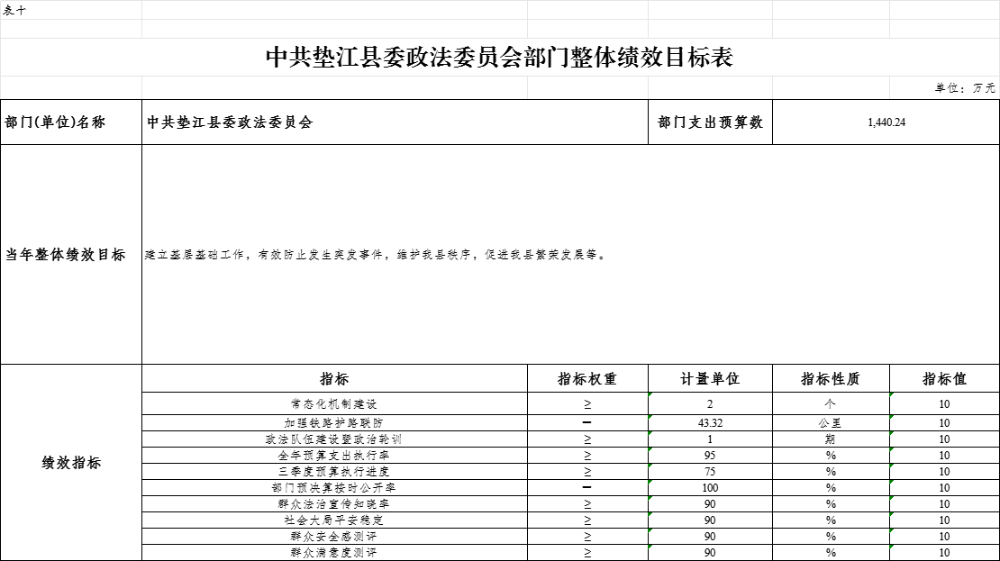 表十
中共垫江县委政法委员会部门整体绩效目标表
单位：万元
部门(单位)名称 中共垫江县委政法委员会 部门支出预算数 1,440.24
当年整体绩效目标 建立基层基础工作，有效防止发生突发事件，维护我县秩序，促进我县繁荣发展等。
绩效指标
指标 指标权重 计量单位 指标性质 指标值
常态化机制建设 ≥ 2 个 10
加强铁路护路联防 一 43.32 公里 10
政法队伍建设暨政治轮训 ≥ 1 期 10
全年预算支出执行率 ≥ 95 % 10
三季度预算执行进度 ≥ 75 % 10
部门预决算按时公开率 一 100 % 10
群众法治宣传知晓率 ≥ 90 % 10
社会大局平安稳定 ≥ 90 % 10
群众安全感测评 ≥ 90 % 10
群众满意度测评 ≥ 90 % 10